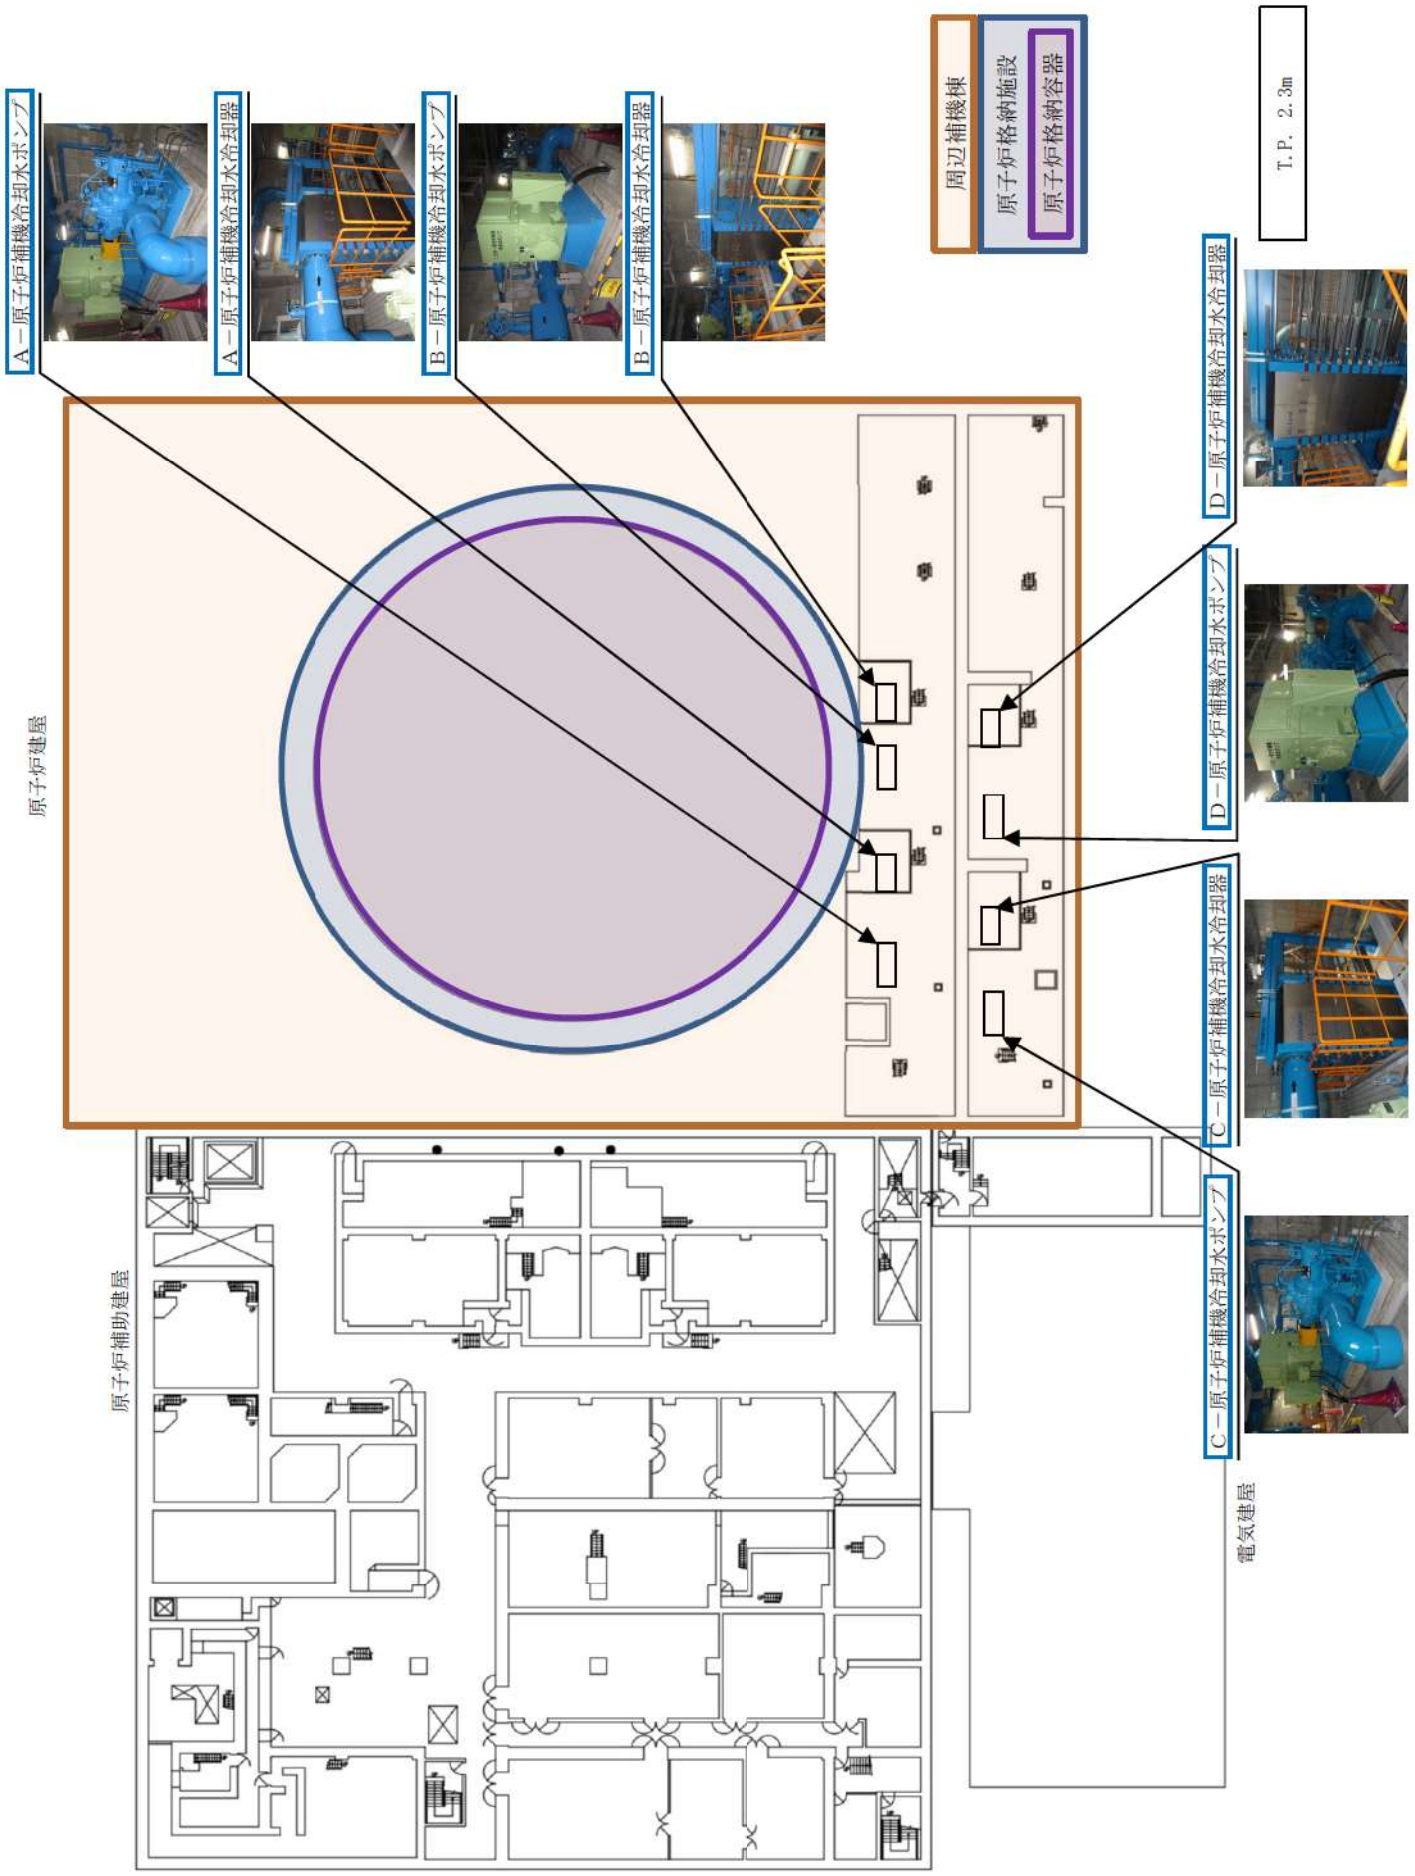 原子炉建屋
原子炉補助建屋
電気建屋
A－原子炉補機冷却水ポンプ
A－原子炉補機冷却水冷却器
B－原子炉補機冷却水ポンプ
B－原子炉補機冷却水冷却器
C－原子炉補機冷却水ポンプ
C－原子炉補機冷却水冷却器
D－原子炉補機冷却水ポンプ
D－原子炉補機冷却水冷却器
周辺補機棟
原子炉格納施設
原子炉格納容器
T.P. 2.3m